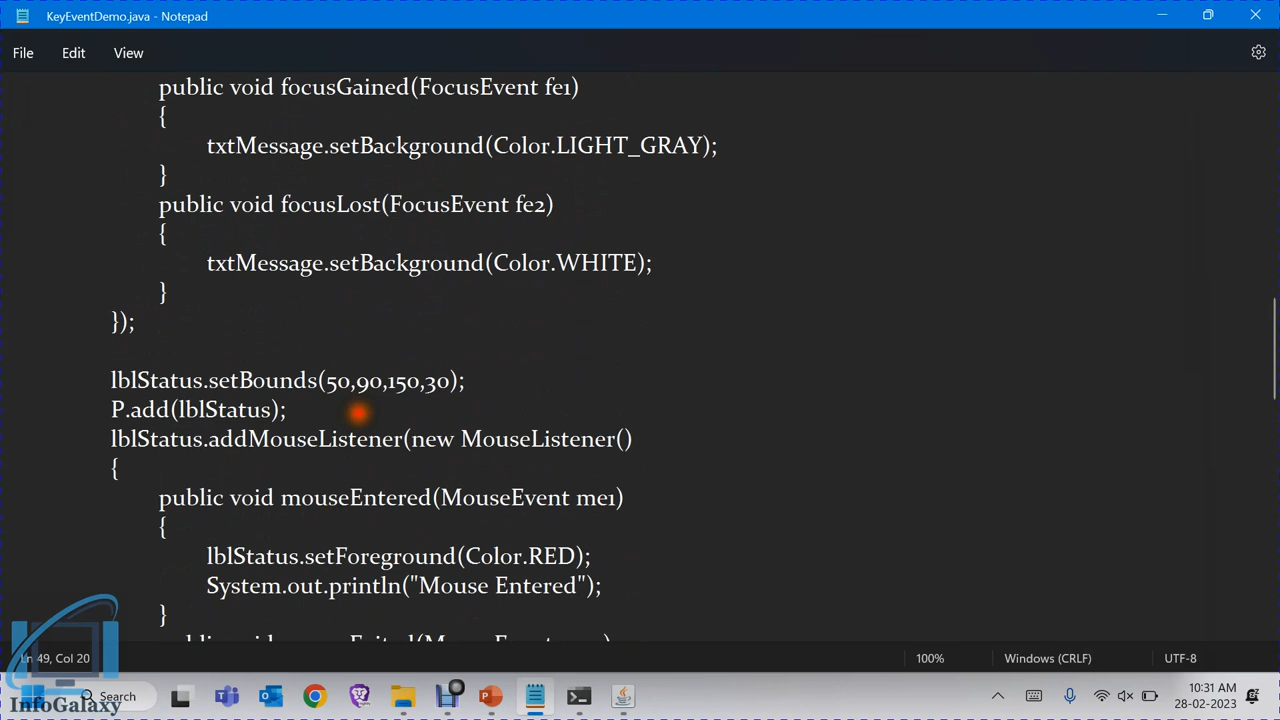 KeyEventDemo.java - Notepad
File Edit View
public void focusGained(FocusEvent fe1)
{
txtMessage.setBackground(Color.LIGHT_GRAY);
}
public void focusLost(FocusEvent fe2)
{
txtMessage.setBackground(Color.WHITE);
}
});
lblStatus.setBounds(50,90,150,30);
P.add(lblStatus);
lblStatus.addMouseListener(new MouseListener()
{
public void mouseEntered(MouseEvent me1)
{
lblStatus.setForeground(Color.RED);
System.out.println("Mouse Entered");
}
Ln 49, Col 20 100% Windows (CRLF) UTF-8
Search
10:31 AM
28-02-2023
InfoGalaxy